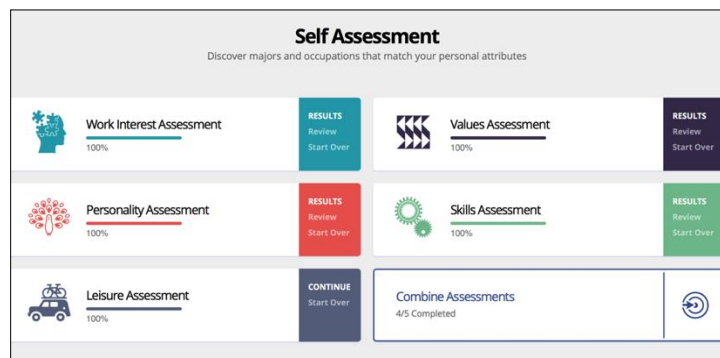 Self Assessment
Discover majors and occupations that match your personal attributes
Work Interest Assessment
100%
RESULTS
Review
Start Over
Values Assessment
100%
RESULTS
Review
Start Over
Personality Assessment
100%
RESULTS
Review
Start Over
Skills Assessment
100%
RESULTS
Review
Start Over
Leisure Assessment
100%
CONTINUE
Start Over
Combine Assessments
4/5 Completed